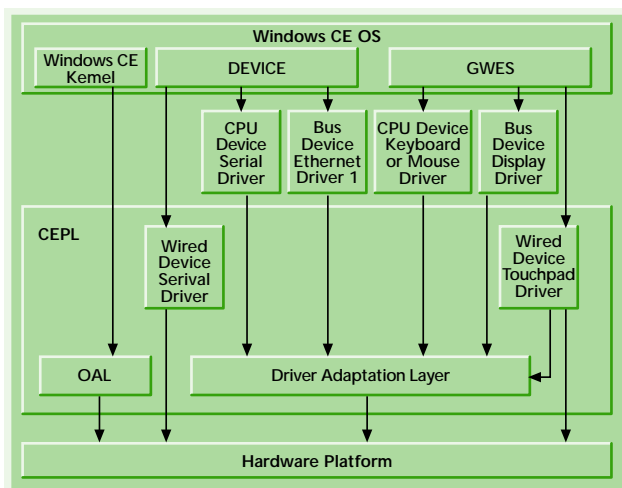 Windows CE OS
Windows CE
Kemel
DEVICE
GWES
CPU
Device
Serial
Driver
Bus
Device
Ethernet
Driver 1
CPU Device
Keyboard
or Mouse
Driver
Bus
Device
Display
Driver
CEPL
Wired
Device
Serival
Driver
Wired
Device
Touchpad
Driver
OAL
Driver Adaptation Layer
Hardware Platform